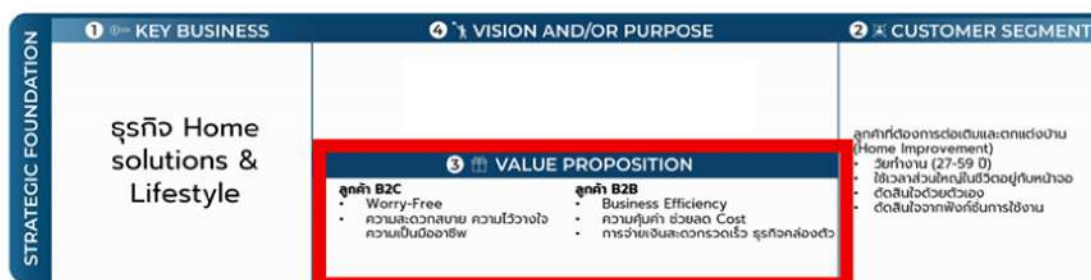 STRATEGIC FOUNDATION
1 KEY BUSINESS
ธุรกิจ Home
solutions &
Lifestyle
4 VISION AND/OR PURPOSE
3 VALUE PROPOSITION
ลูกค้า B2C
• Worry-Free
• ความสะดวกสบาย ความไว้วางใจ
ความเป็นมืออาชีพ
ลูกค้า B2B
• Business Efficiency
• ความคุ้มค่า ช่วยลด Cost
• การจ่ายเงินสะดวกรวดเร็ว ธุรกิจคล่องตัว
2 CUSTOMER SEGMENT
ลูกค้าที่ต้องการต่อเติมและตกแต่งบ้าน
(Home Improvement)
• วัยทำงาน (27-59 ปี)
• ใช้เวลาส่วนใหญ่ในชีวิตอยู่กับหน้าจอ
• ตัดสินใจด้วยตัวเอง
• ตัดสินใจจากฟังก์ชั่นการใช้งาน